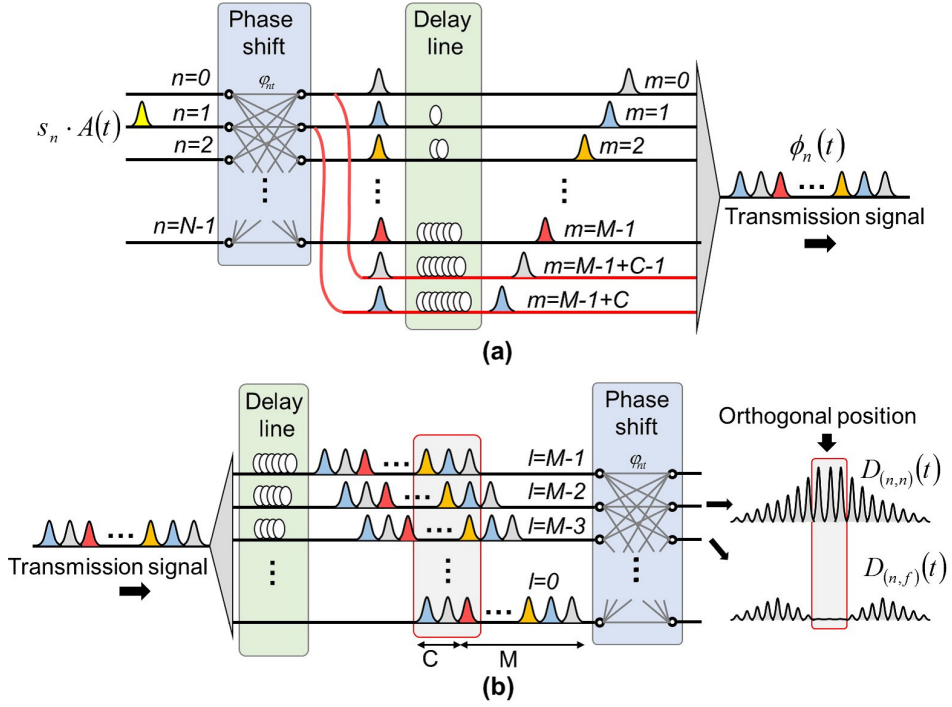 Phase
shift
Delay
line
φnt
n=0
m=0
sn · A(t)
n=1
m=1
n=2
m=2
ϕn(t)
Transmission signal
n=N-1
m=M-1
m=M-1+C-1
m=M-1+C
(a)
Delay
line
Phase
shift
Orthogonal position
φnt
l=M-1
l=M-2
l=M-3
l=0
D(n,n)(t)
D(n,f)(t)
Transmission signal
C
M
(b)